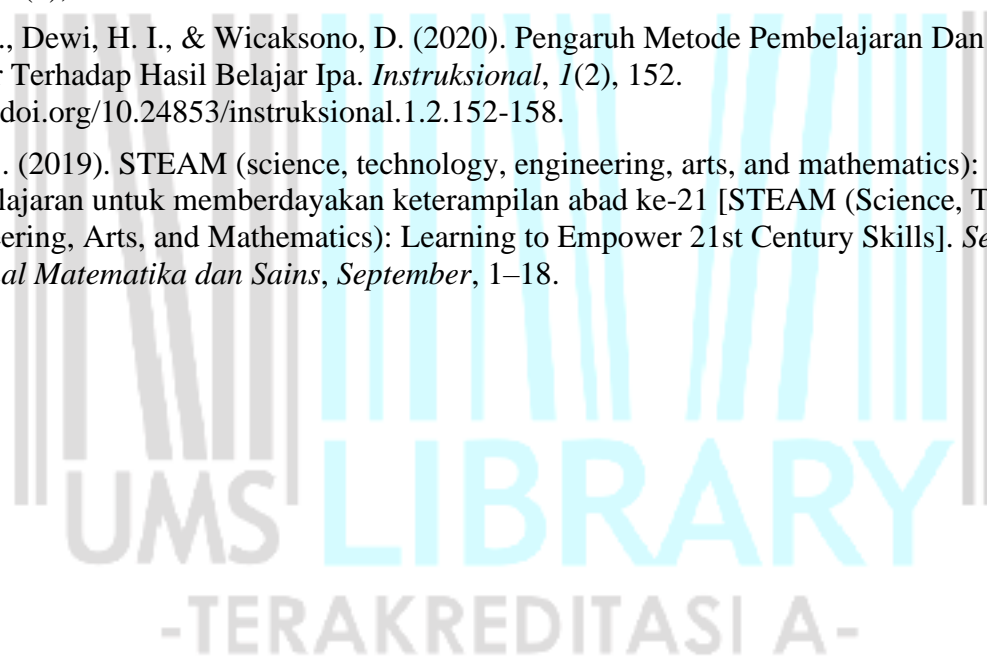 ., Dewi, H. I., & Wicaksono, D. (2020). Pengaruh Metode Pembelajaran Dan
r Terhadap Hasil Belajar Ipa. Instruksional, 1(2), 152.
doi.org/10.24853/instruksional.1.2.152-158.
. (2019). STEAM (science, technology, engineering, arts, and mathematics):
lajaran untuk memberdayakan keterampilan abad ke-21 [STEAM (Science, T
eering, Arts, and Mathematics): Learning to Empower 21st Century Skills]. Se
al Matematika dan Sains, September, 1–18.
UMS LIBRARY
-TERAKREDITASI A-